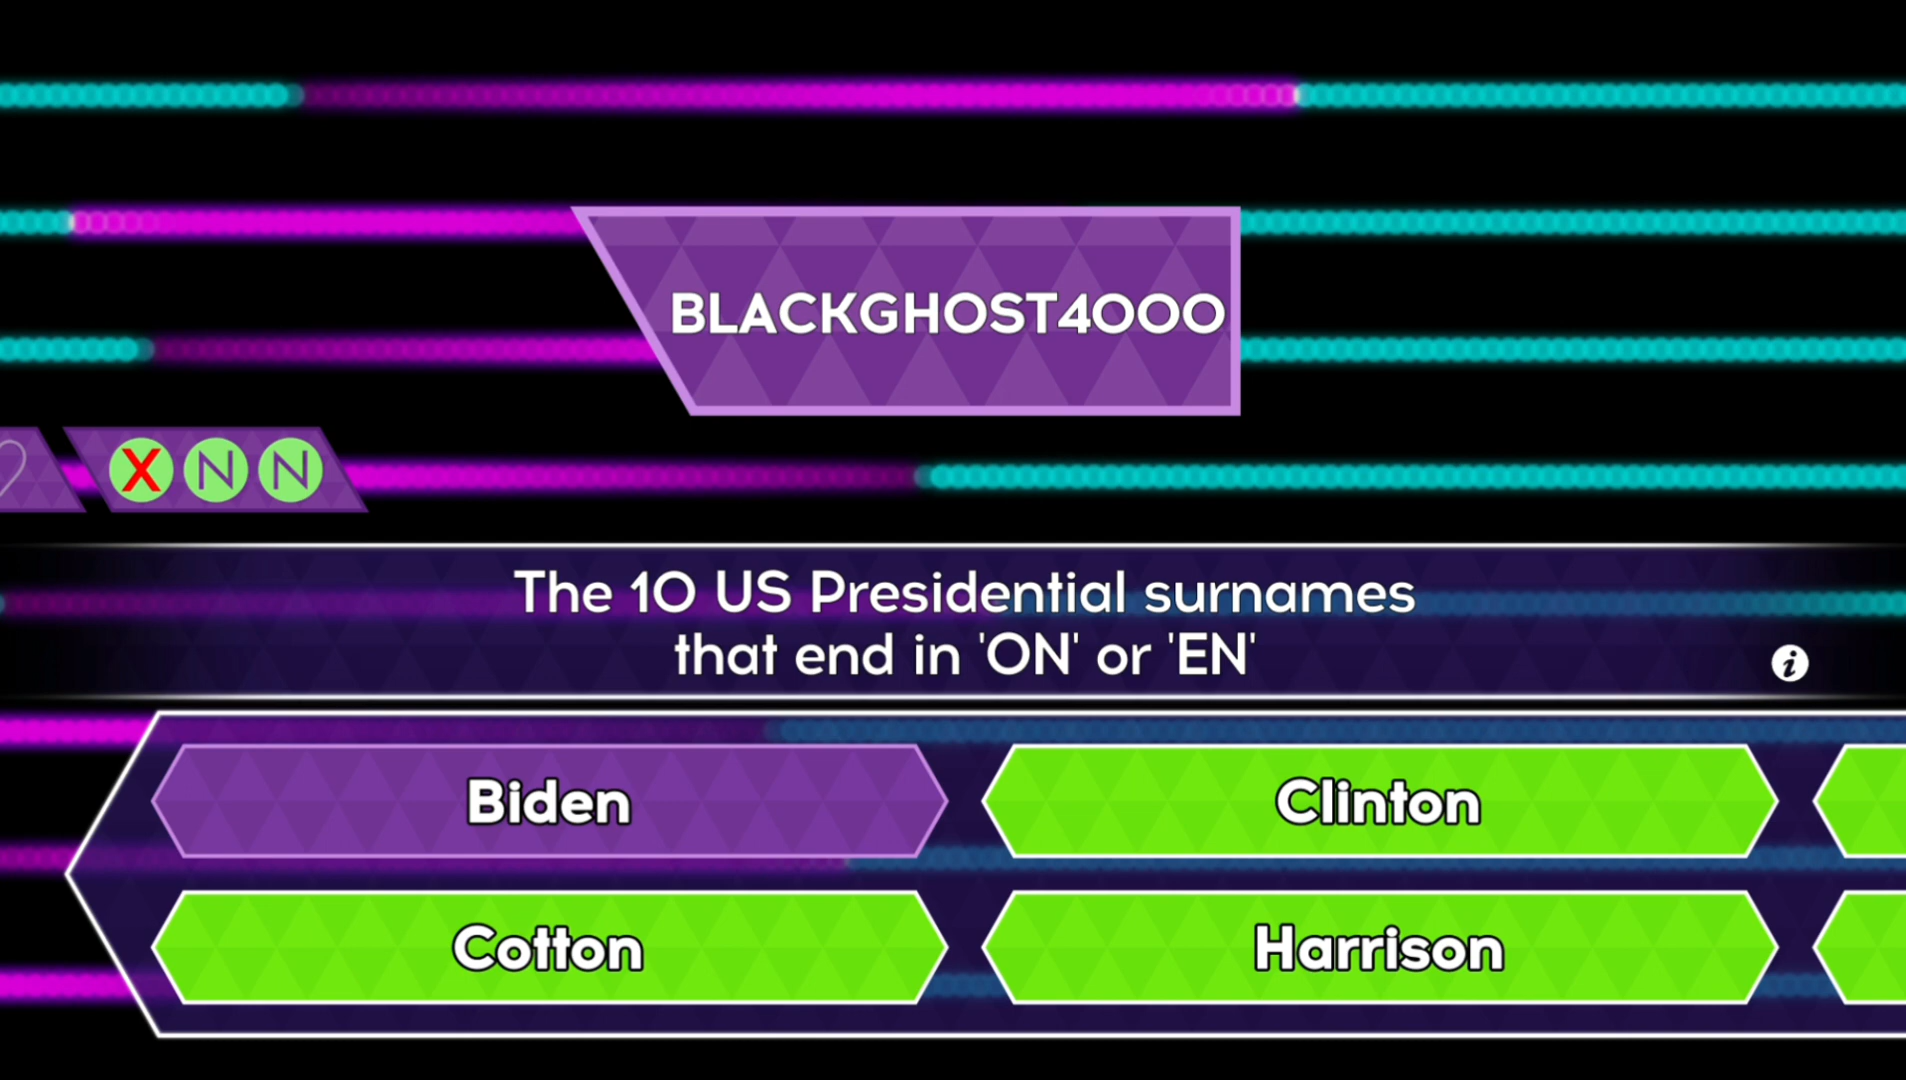 BLACKGHOST4000
X N N
The 10 US Presidential surnames
that end in 'ON' or 'EN'
i
Biden
Clinton
Cotton
Harrison